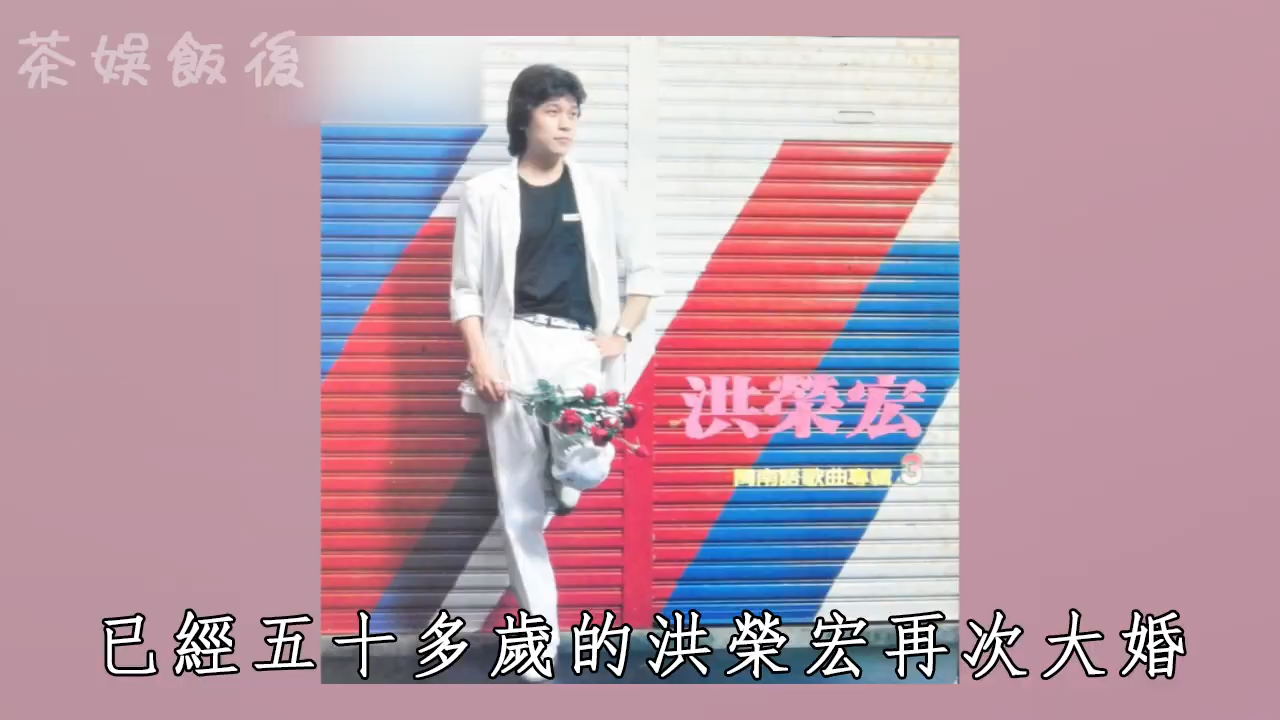 茶娛飯後
洪榮宏
閩南語歌曲專輯 3
已經五十多歲的洪榮宏再次大婚